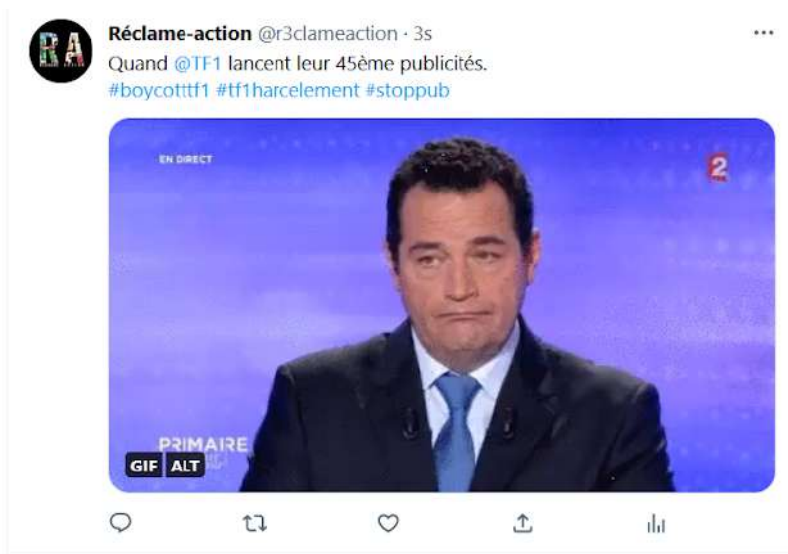 RA
Réclame-action @r3clameaction · 3s
Quand @TF1 lancent leur 45ème publicités.
#boycotttf1 #tf1harcelement #stoppub
EN DIRECT
2
PRIMAIRE
GIF ALT